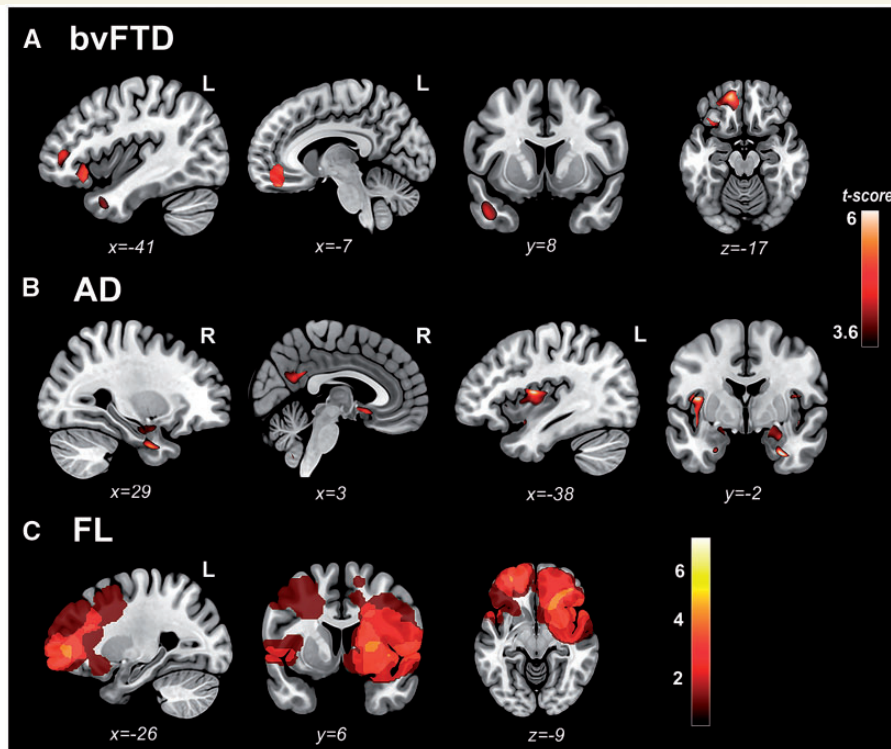 A bvFTD
L
L
x=-41
x=-7
y=8
z=-17
t-score
6
3.6
B AD
R
R
L
x=29
x=3
x=-38
y=-2
C FL
L
6
4
2
x=-26
y=6
z=-9